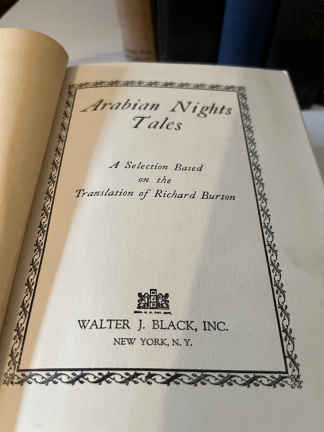 Arabian Nights
Tales
A Selection Based
on the
Translation of Richard Burton
WALTER J. BLACK, INC.
NEW YORK, N. Y.